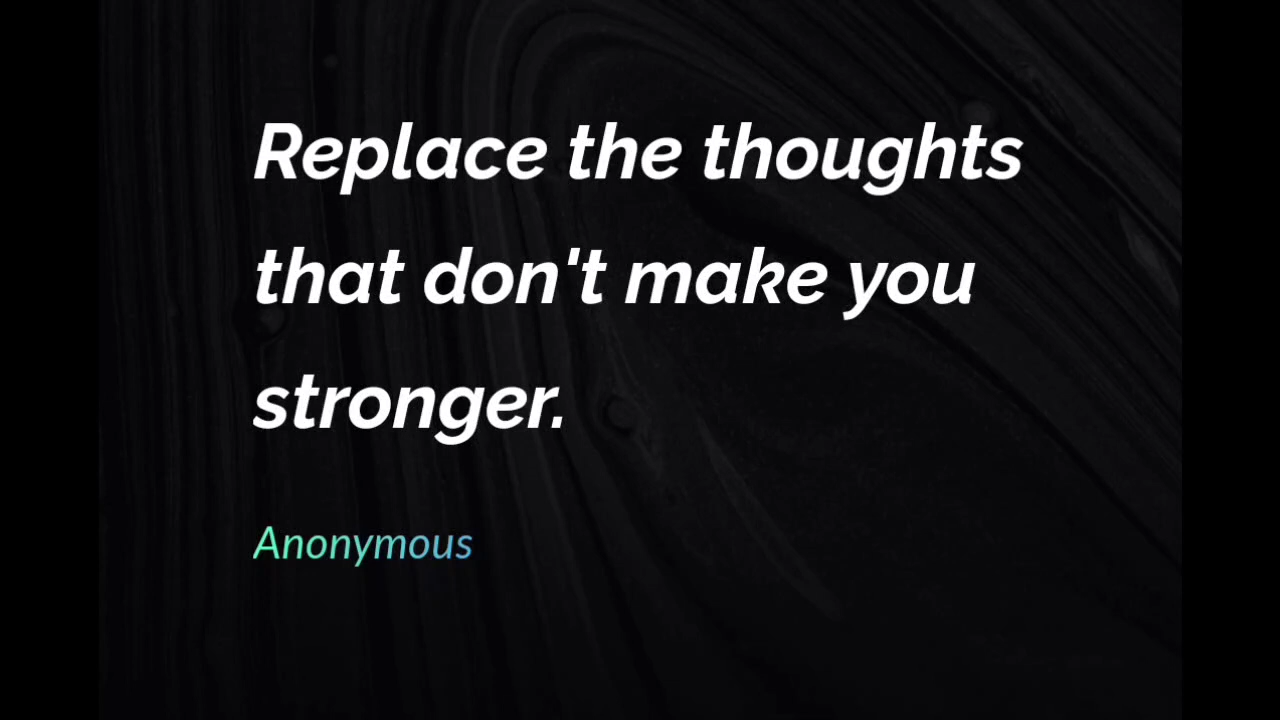 Replace the thoughts
that don't make you
stronger.
Anonymous